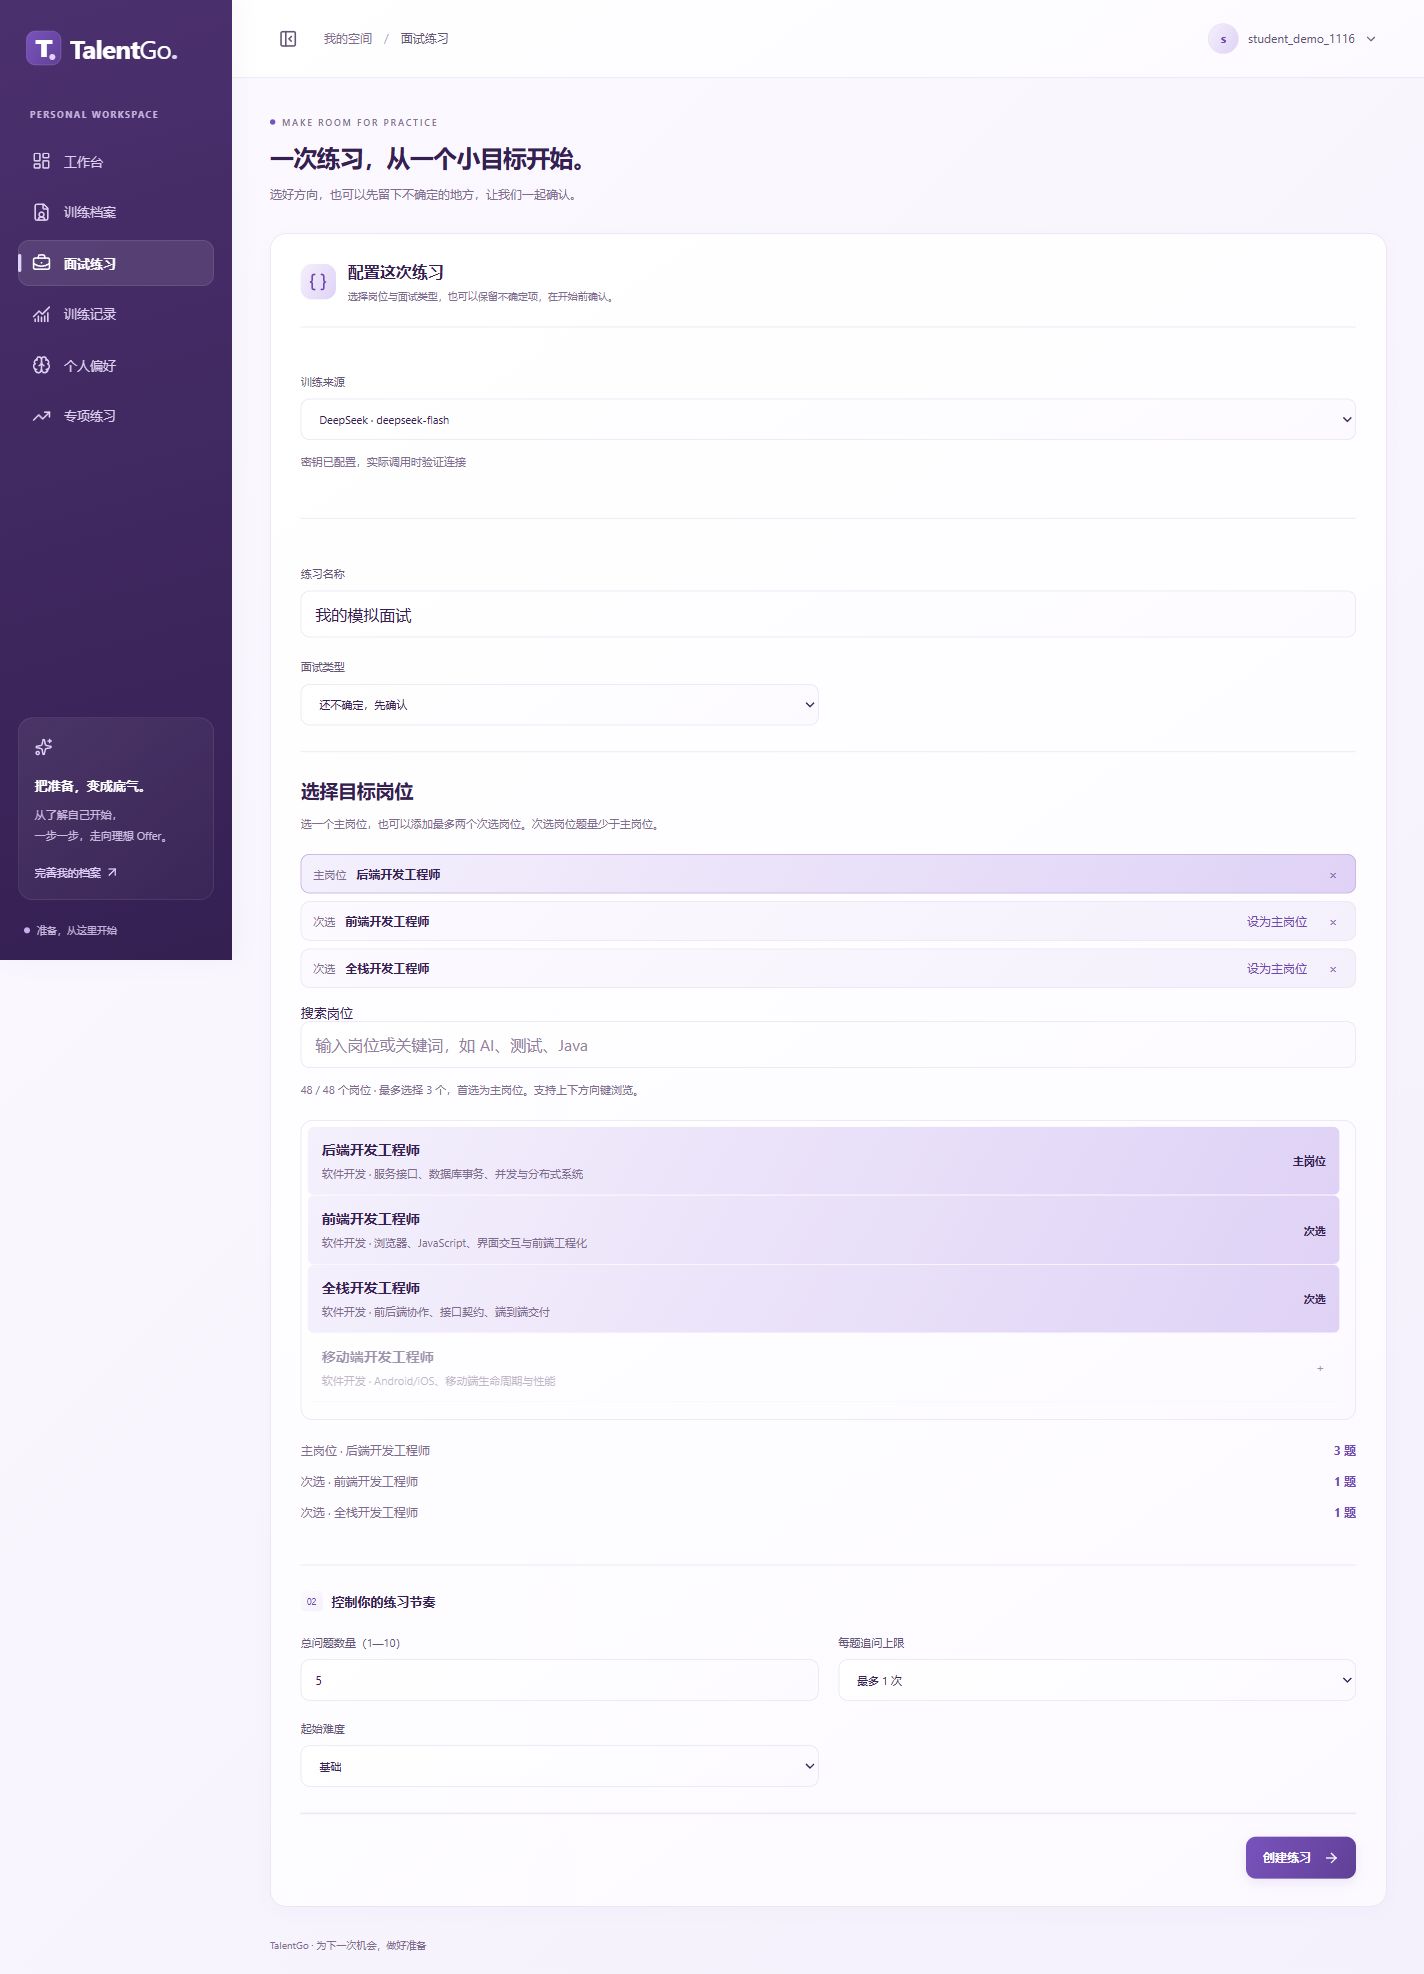 T. TalentGo.
PERSONAL WORKSPACE
工作台
训练档案
面试练习
训练记录
个人偏好
专项练习
把准备，变成底气。
从了解自己开始，
一步一步，走向理想 Offer。
完善我的档案
准备，从这里开始
我的空间 / 面试练习
s student_demo_1116
MAKE ROOM FOR PRACTICE
一次练习，从一个小目标开始。
选好方向，也可以先留下不确定的地方，让我们一起确认。
{} 配置这次练习
选择岗位与面试类型，也可以保留不确定项，在开始前确认。
训练来源
DeepSeek · deepseek-flash
密钥已配置，实际调用时验证连接
练习名称
我的模拟面试
面试类型
还不确定，先确认
选择目标岗位
选一个主岗位，也可以添加最多两个次选岗位。次选岗位题量少于主岗位。
主岗位 后端开发工程师 ×
次选 前端开发工程师 设为主岗位 ×
次选 全栈开发工程师 设为主岗位 ×
搜索岗位
输入岗位或关键词，如 AI、测试、Java
48 / 48 个岗位 · 最多选择 3 个，首选为主岗位。支持上下方向键浏览。
后端开发工程师
软件开发 · 服务接口、数据库事务、并发与分布式系统
主岗位
前端开发工程师
软件开发 · 浏览器、JavaScript、界面交互与前端工程化
次选
全栈开发工程师
软件开发 · 前后端协作、接口契约、端到端交付
次选
移动端开发工程师
软件开发 · Android/iOS、移动端生命周期与性能
+
主岗位 · 后端开发工程师 3 题
次选 · 前端开发工程师 1 题
次选 · 全栈开发工程师 1 题
02 控制你的练习节奏
总问题数量（1—10）
5
每题追问上限
最多 1 次
起始难度
基础
创建练习 →
TalentGo · 为下一次机会，做好准备